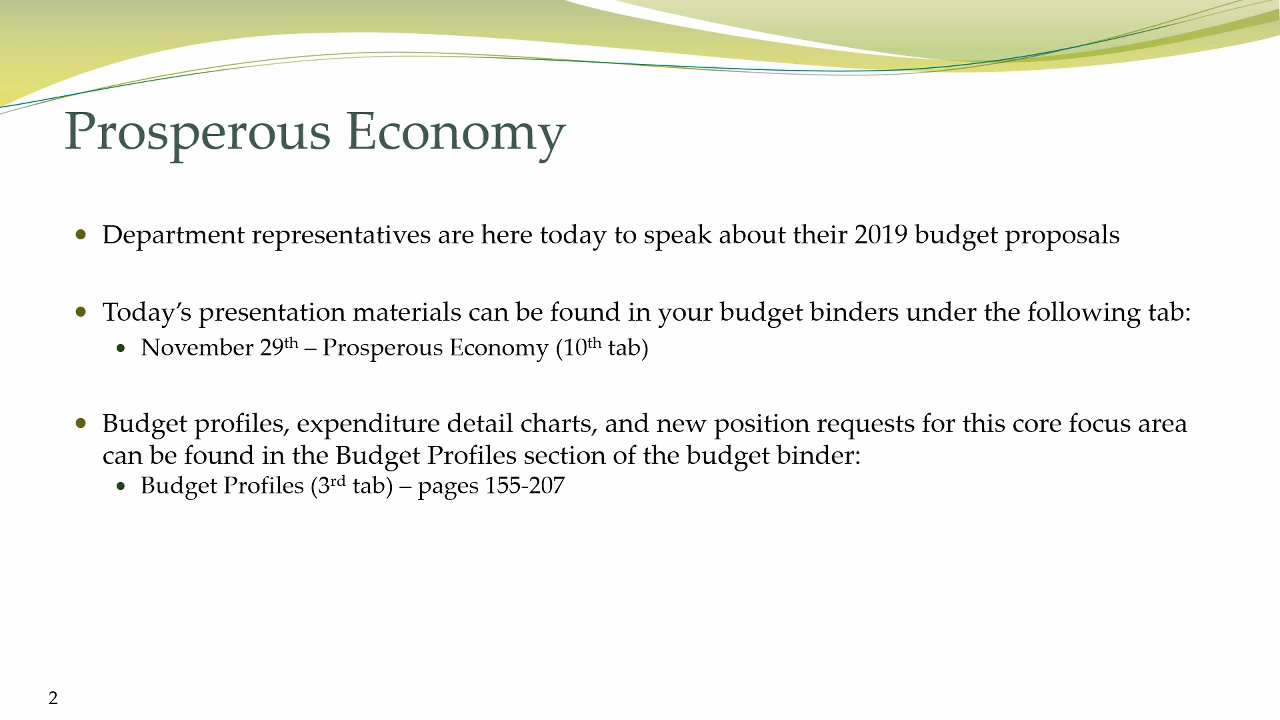 Prosperous Economy
• Department representatives are here today to speak about their 2019 budget proposals
• Today’s presentation materials can be found in your budget binders under the following tab:
• November 29th – Prosperous Economy (10th tab)
• Budget profiles, expenditure detail charts, and new position requests for this core focus area
can be found in the Budget Profiles section of the budget binder:
• Budget Profiles (3rd tab) – pages 155-207
2